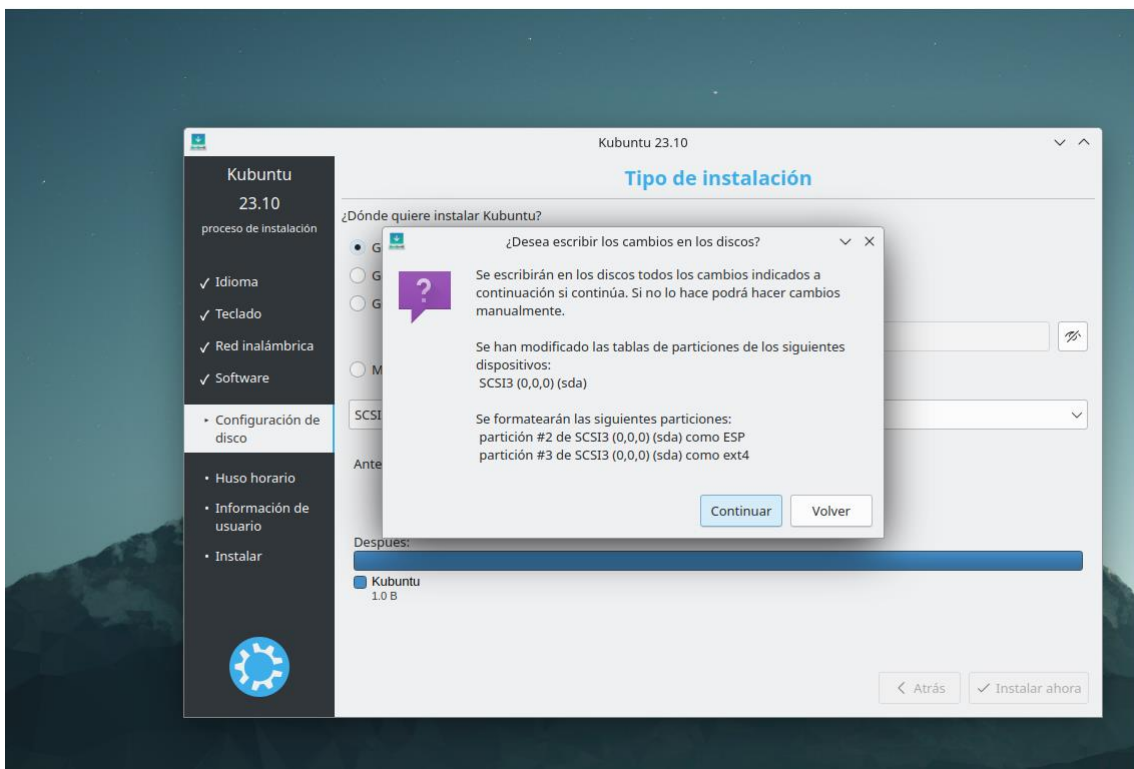 Kubuntu 23.10
Kubuntu
23.10
proceso de instalación
✓ Idioma
✓ Teclado
✓ Red inalámbrica
✓ Software
▸ Configuración de
disco
• Huso horario
• Información de
usuario
• Instalar
Tipo de instalación
¿Dónde quiere instalar Kubuntu?
G
G
G
M
SCSI
Ante
¿Desea escribir los cambios en los discos?
Se escribirán en los discos todos los cambios indicados a
continuación si continúa. Si no lo hace podrá hacer cambios
manualmente.
Se han modificado las tablas de particiones de los siguientes
dispositivos:
SCSI3 (0,0,0) (sda)
Se formatearán las siguientes particiones:
partición #2 de SCSI3 (0,0,0) (sda) como ESP
partición #3 de SCSI3 (0,0,0) (sda) como ext4
Continuar Volver
Después:
Kubuntu
1.0 B
Atrás Instalar ahora